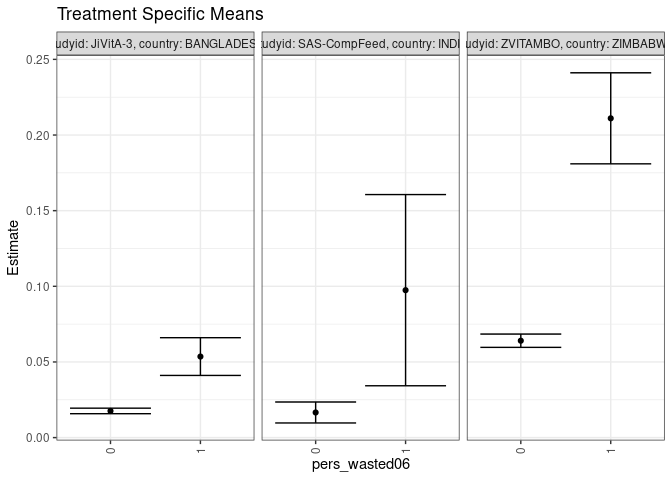 Treatment Specific Means
udyid: JiVitA-3, country: BANGLADES
udyid: SAS-CompFeed, country: INDI
udyid: ZVITAMBO, country: ZIMBABW
0.25
0.20
0.15
0.10
0.05
0.00
Estimate
0
1
0
1
0
1
pers_wasted06